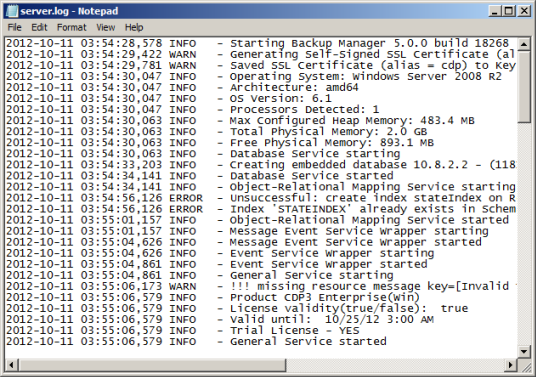 server.log - Notepad
File Edit Format View Help
2012-10-11 03:54:28,578 INFO - Starting Backup Manager 5.0.0 build 18268
2012-10-11 03:54:29,422 WARN - Generating Self-Signed SSL Certificate (al
2012-10-11 03:54:29,781 WARN - Saved SSL Certificate (alias = cdp) to Key
2012-10-11 03:54:30,047 INFO - Operating System: Windows Server 2008 R2
2012-10-11 03:54:30,047 INFO - Architecture: amd64
2012-10-11 03:54:30,047 INFO - OS Version: 6.1
2012-10-11 03:54:30,047 INFO - Processors Detected: 1
2012-10-11 03:54:30,063 INFO - Max Configured Heap Memory: 483.4 MB
2012-10-11 03:54:30,063 INFO - Total Physical Memory: 2.0 GB
2012-10-11 03:54:30,063 INFO - Free Physical Memory: 893.1 MB
2012-10-11 03:54:30,063 INFO - Database Service starting
2012-10-11 03:54:33,203 INFO - Creating embedded database 10.8.2.2 - (118
2012-10-11 03:54:34,141 INFO - Database Service started
2012-10-11 03:54:34,141 INFO - Object-Relational Mapping Service starting
2012-10-11 03:54:56,126 ERROR - Unsuccessful: create index stateIndex on R
2012-10-11 03:54:56,126 ERROR - Index 'STATEINDEX' already exists in Schem
2012-10-11 03:55:01,157 INFO - Object-Relational Mapping Service started
2012-10-11 03:55:01,157 INFO - Message Event Service Wrapper starting
2012-10-11 03:55:04,626 INFO - Message Event Service Wrapper started
2012-10-11 03:55:04,626 INFO - Event Service Wrapper starting
2012-10-11 03:55:04,861 INFO - Event Service Wrapper started
2012-10-11 03:55:04,861 INFO - General Service starting
2012-10-11 03:55:06,173 WARN - !!! missing resource message key=[Invalid
2012-10-11 03:55:06,579 INFO - Product CDP3 Enterprise(Win)
2012-10-11 03:55:06,579 INFO - License validity(true/false): true
2012-10-11 03:55:06,579 INFO - Valid until: 10/25/12 3:00 AM
2012-10-11 03:55:06,579 INFO - Trial License - YES
2012-10-11 03:55:06,579 INFO - General Service started